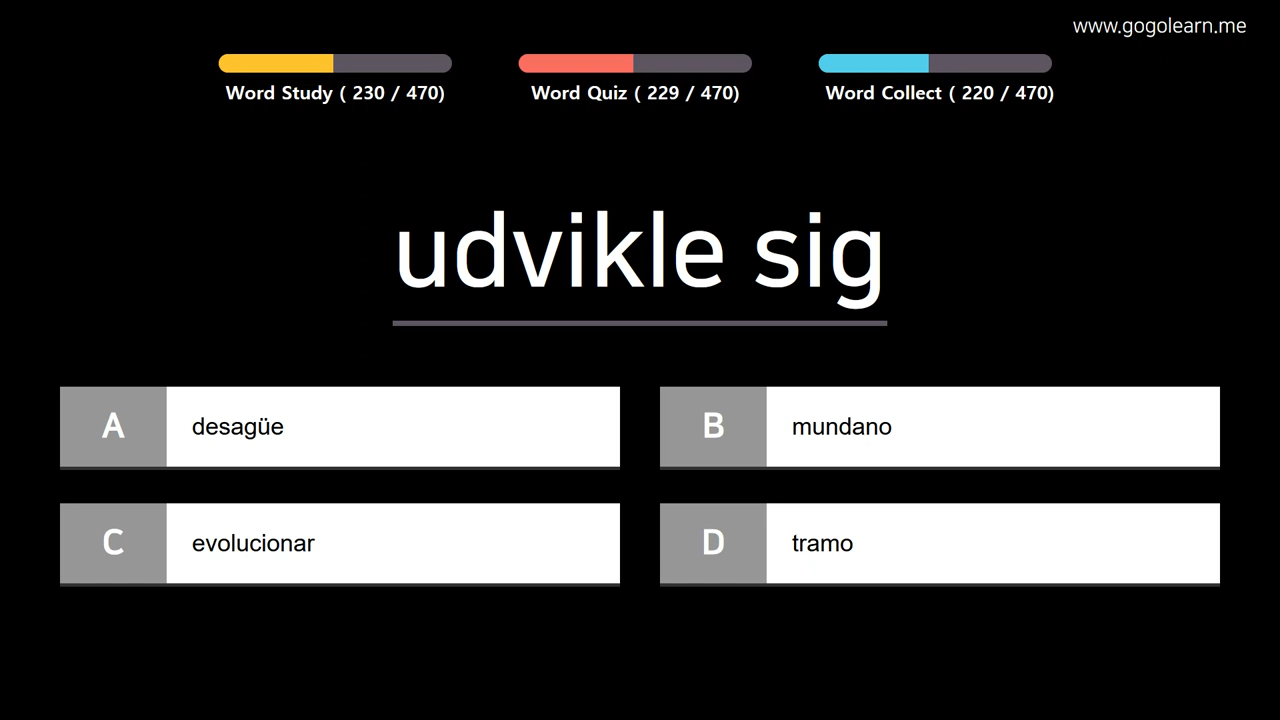 www.gogolearn.me
Word Study ( 230 / 470)
Word Quiz ( 229 / 470)
Word Collect ( 220 / 470)
udvikle sig
A
desagüe
B
mundano
C
evolucionar
D
tramo